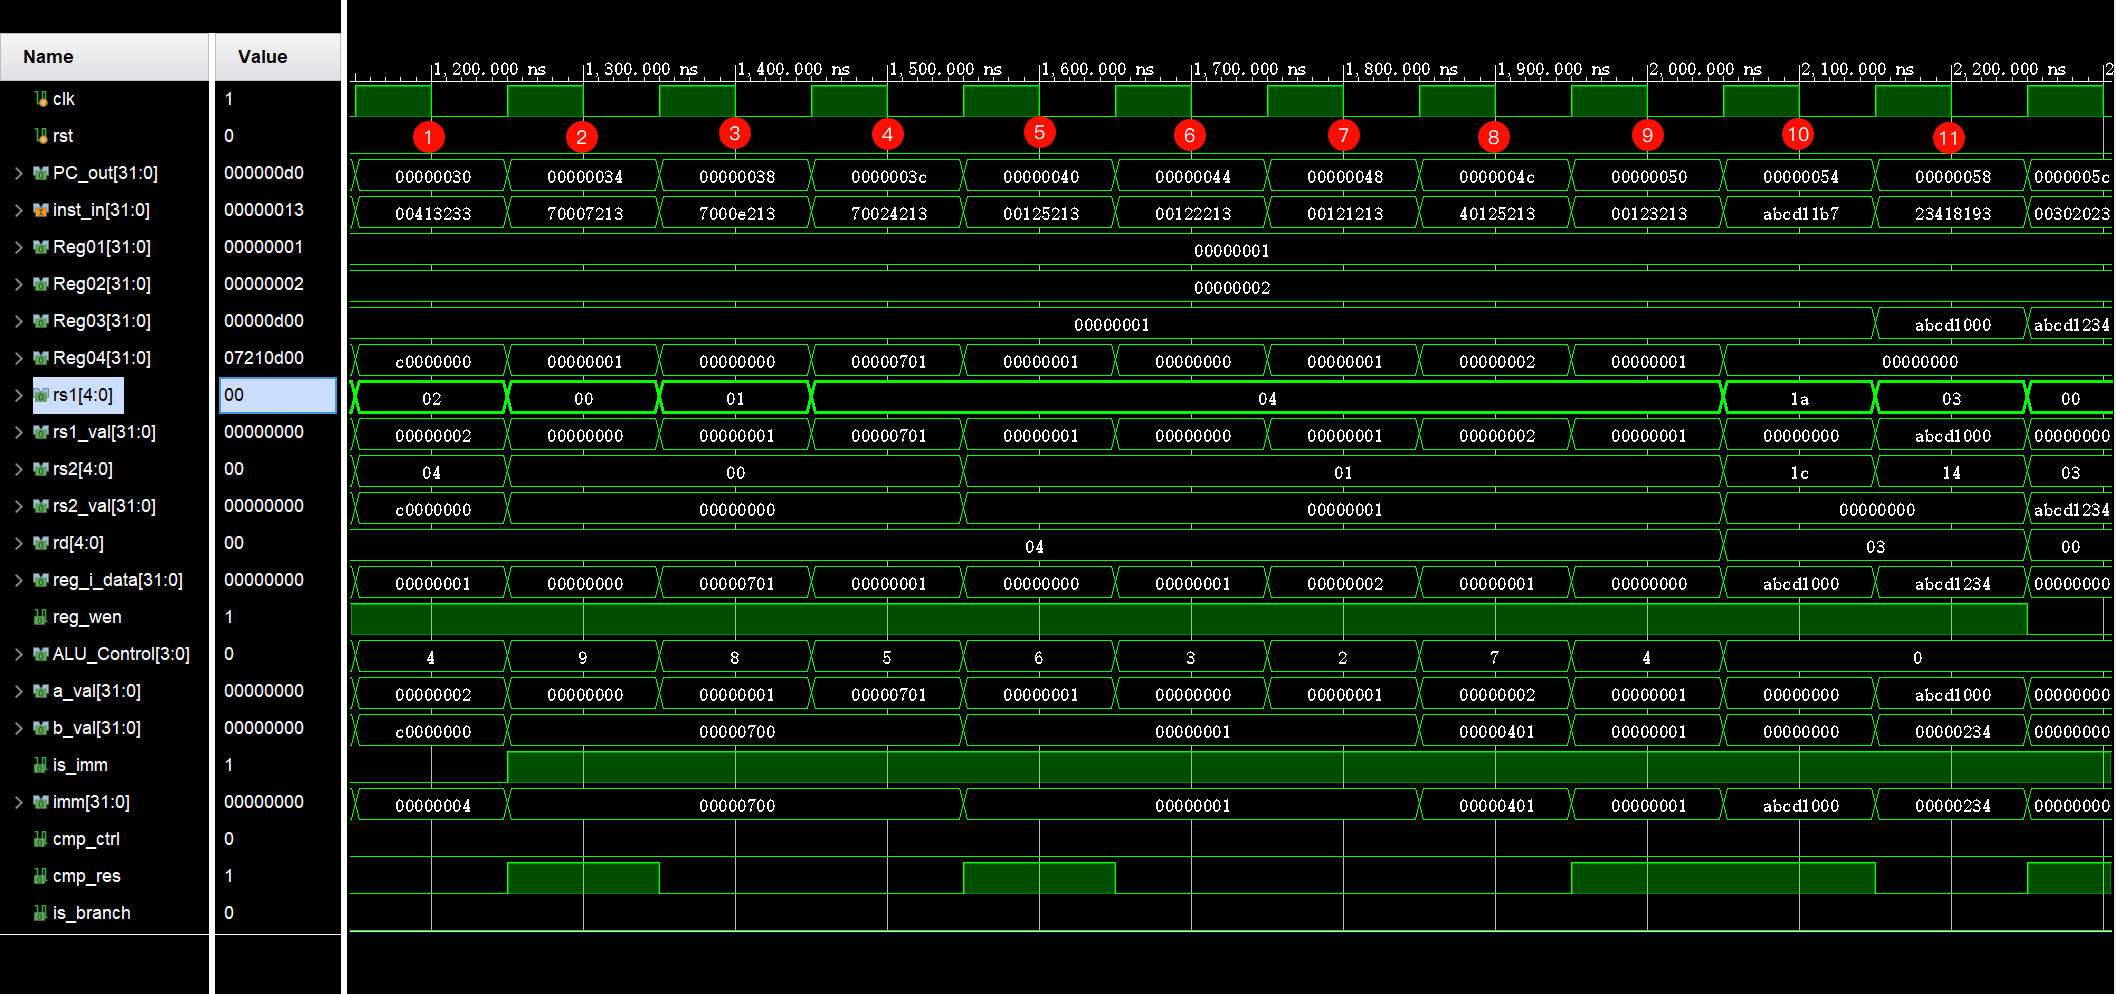 Name Value
1,200.000 ns 1,300.000 ns 1,400.000 ns 1,500.000 ns 1,600.000 ns 1,700.000 ns 1,800.000 ns 1,900.000 ns 2,000.000 ns 2,100.000 ns 2,200.000 ns 2
clk 1
rst 0 1 2 3 4 5 6 7 8 9 10 11
PC_out[31:0] 000000d0 00000030 00000034 00000038 0000003c 00000040 00000044 00000048 0000004c 00000050 00000054 00000058 0000005c
inst_in[31:0] 00000013 00413233 70007213 7000e213 70024213 00125213 00122213 00121213 40125213 00123213 abcd11b7 23418193 00302023
Reg01[31:0] 00000001 00000001
Reg02[31:0] 00000002 00000002
Reg03[31:0] 00000d00 00000001 abcd1000 abcd1234
Reg04[31:0] 07210d00 c0000000 00000001 00000000 00000701 00000001 00000000 00000001 00000002 00000001 00000000
rs1[4:0] 00 02 00 01 04 1a 03 00
rs1_val[31:0] 00000000 00000002 00000000 00000001 00000701 00000001 00000000 00000001 00000002 00000001 00000000 abcd1000 00000000
rs2[4:0] 00 04 00 01 1c 14 03
rs2_val[31:0] 00000000 c0000000 00000000 00000001 00000000 abcd1234
rd[4:0] 00 04 03 00
reg_i_data[31:0] 00000000 00000001 00000000 00000701 00000001 00000000 00000001 00000002 00000001 00000000 abcd1000 abcd1234 00000000
reg_wen 1
ALU_Control[3:0] 0 4 9 8 5 6 3 2 7 4 0
a_val[31:0] 00000000 00000002 00000000 00000001 00000701 00000001 00000000 00000001 00000002 00000001 00000000 abcd1000 00000000
b_val[31:0] 00000000 c0000000 00000700 00000001 00000401 00000001 00000000 00000234 00000000
is_imm 1
imm[31:0] 00000000 00000004 00000700 00000001 00000401 00000001 abcd1000 00000234 00000000
cmp_ctrl 0
cmp_res 1
is_branch 0